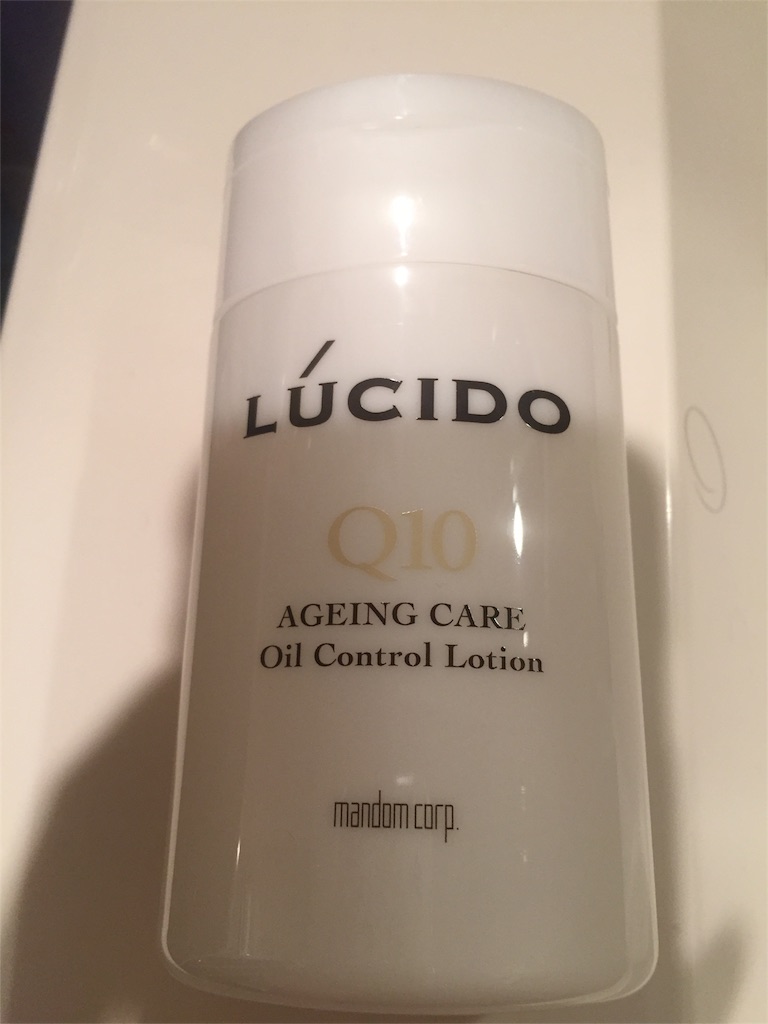 LÚCIDO
Q10
AGEING CARE
Oil Control Lotion
mandom corp.